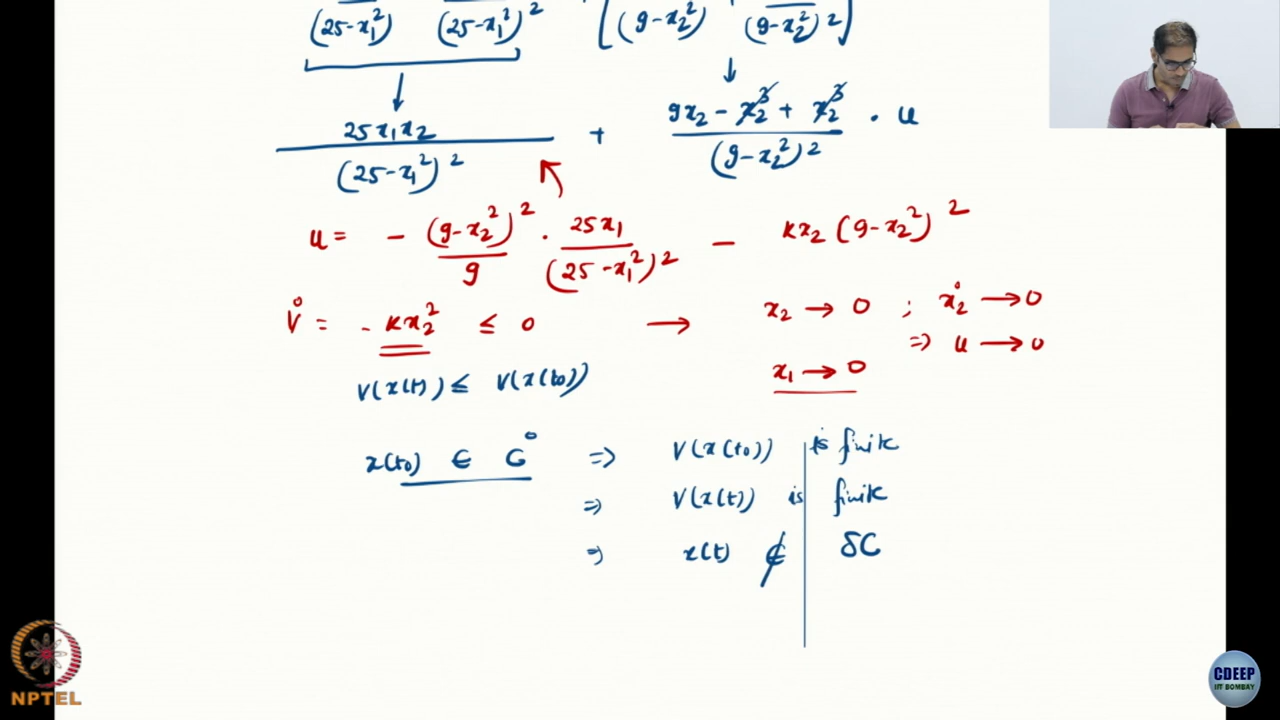 (25-x₁²) (25-x₁²)² [(9-x₂²) (9-x₂²)²]
25x₁x₂ / (25-x₁²)² + 9x₂ - x₂³ + x₂³ / (9-x₂²)² · u
u = - (9-x₂²)² / 9 · 25x₁ / (25-x₁²)² - kx₂ (9-x₂²)²
V̇ = - kx₂² ≤ 0 → x₂ → 0 ; ẋ₂ → 0
⇒ u → 0
x₁ → 0
V(x(t)) ≤ V(x(t₀))
x(t₀) ∈ C° ⇒ V(x(t₀)) is finite
⇒ V(x(t)) is finite
⇒ x(t) ∉ δC
NPTEL
CDEEP
IIT BOMBAY